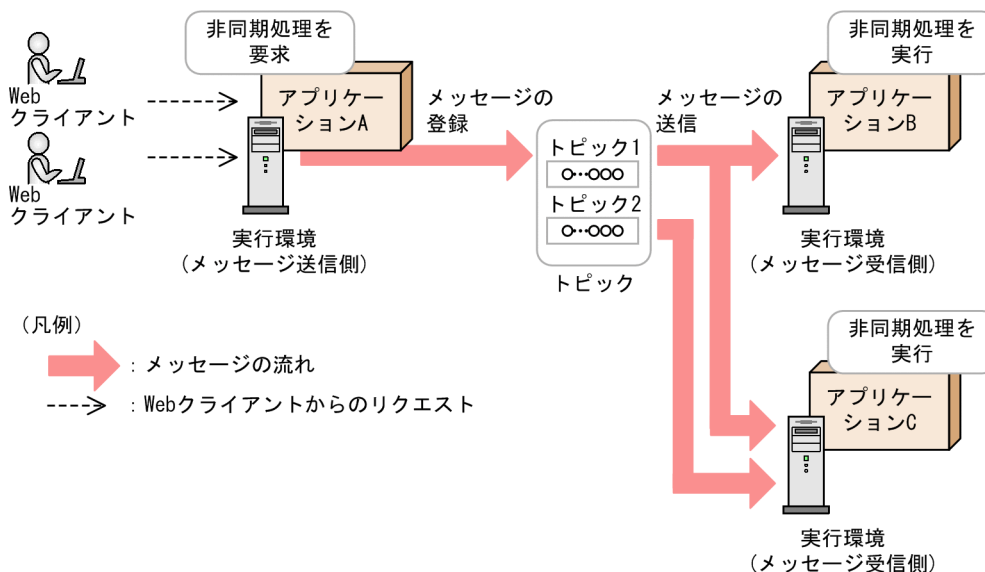 非同期処理を
要求
Web
クライアント
Web
クライアント
アプリケー
ションA
実行環境
(メッセージ送信側)
メッセージの
登録
トピック1
○…○○○
トピック2
○…○○○
トピック
メッセージの
送信
非同期処理を
実行
アプリケー
ションB
実行環境
(メッセージ受信側)
非同期処理を
実行
アプリケー
ションC
実行環境
(メッセージ受信側)
(凡例)
:メッセージの流れ
:Webクライアントからのリクエスト